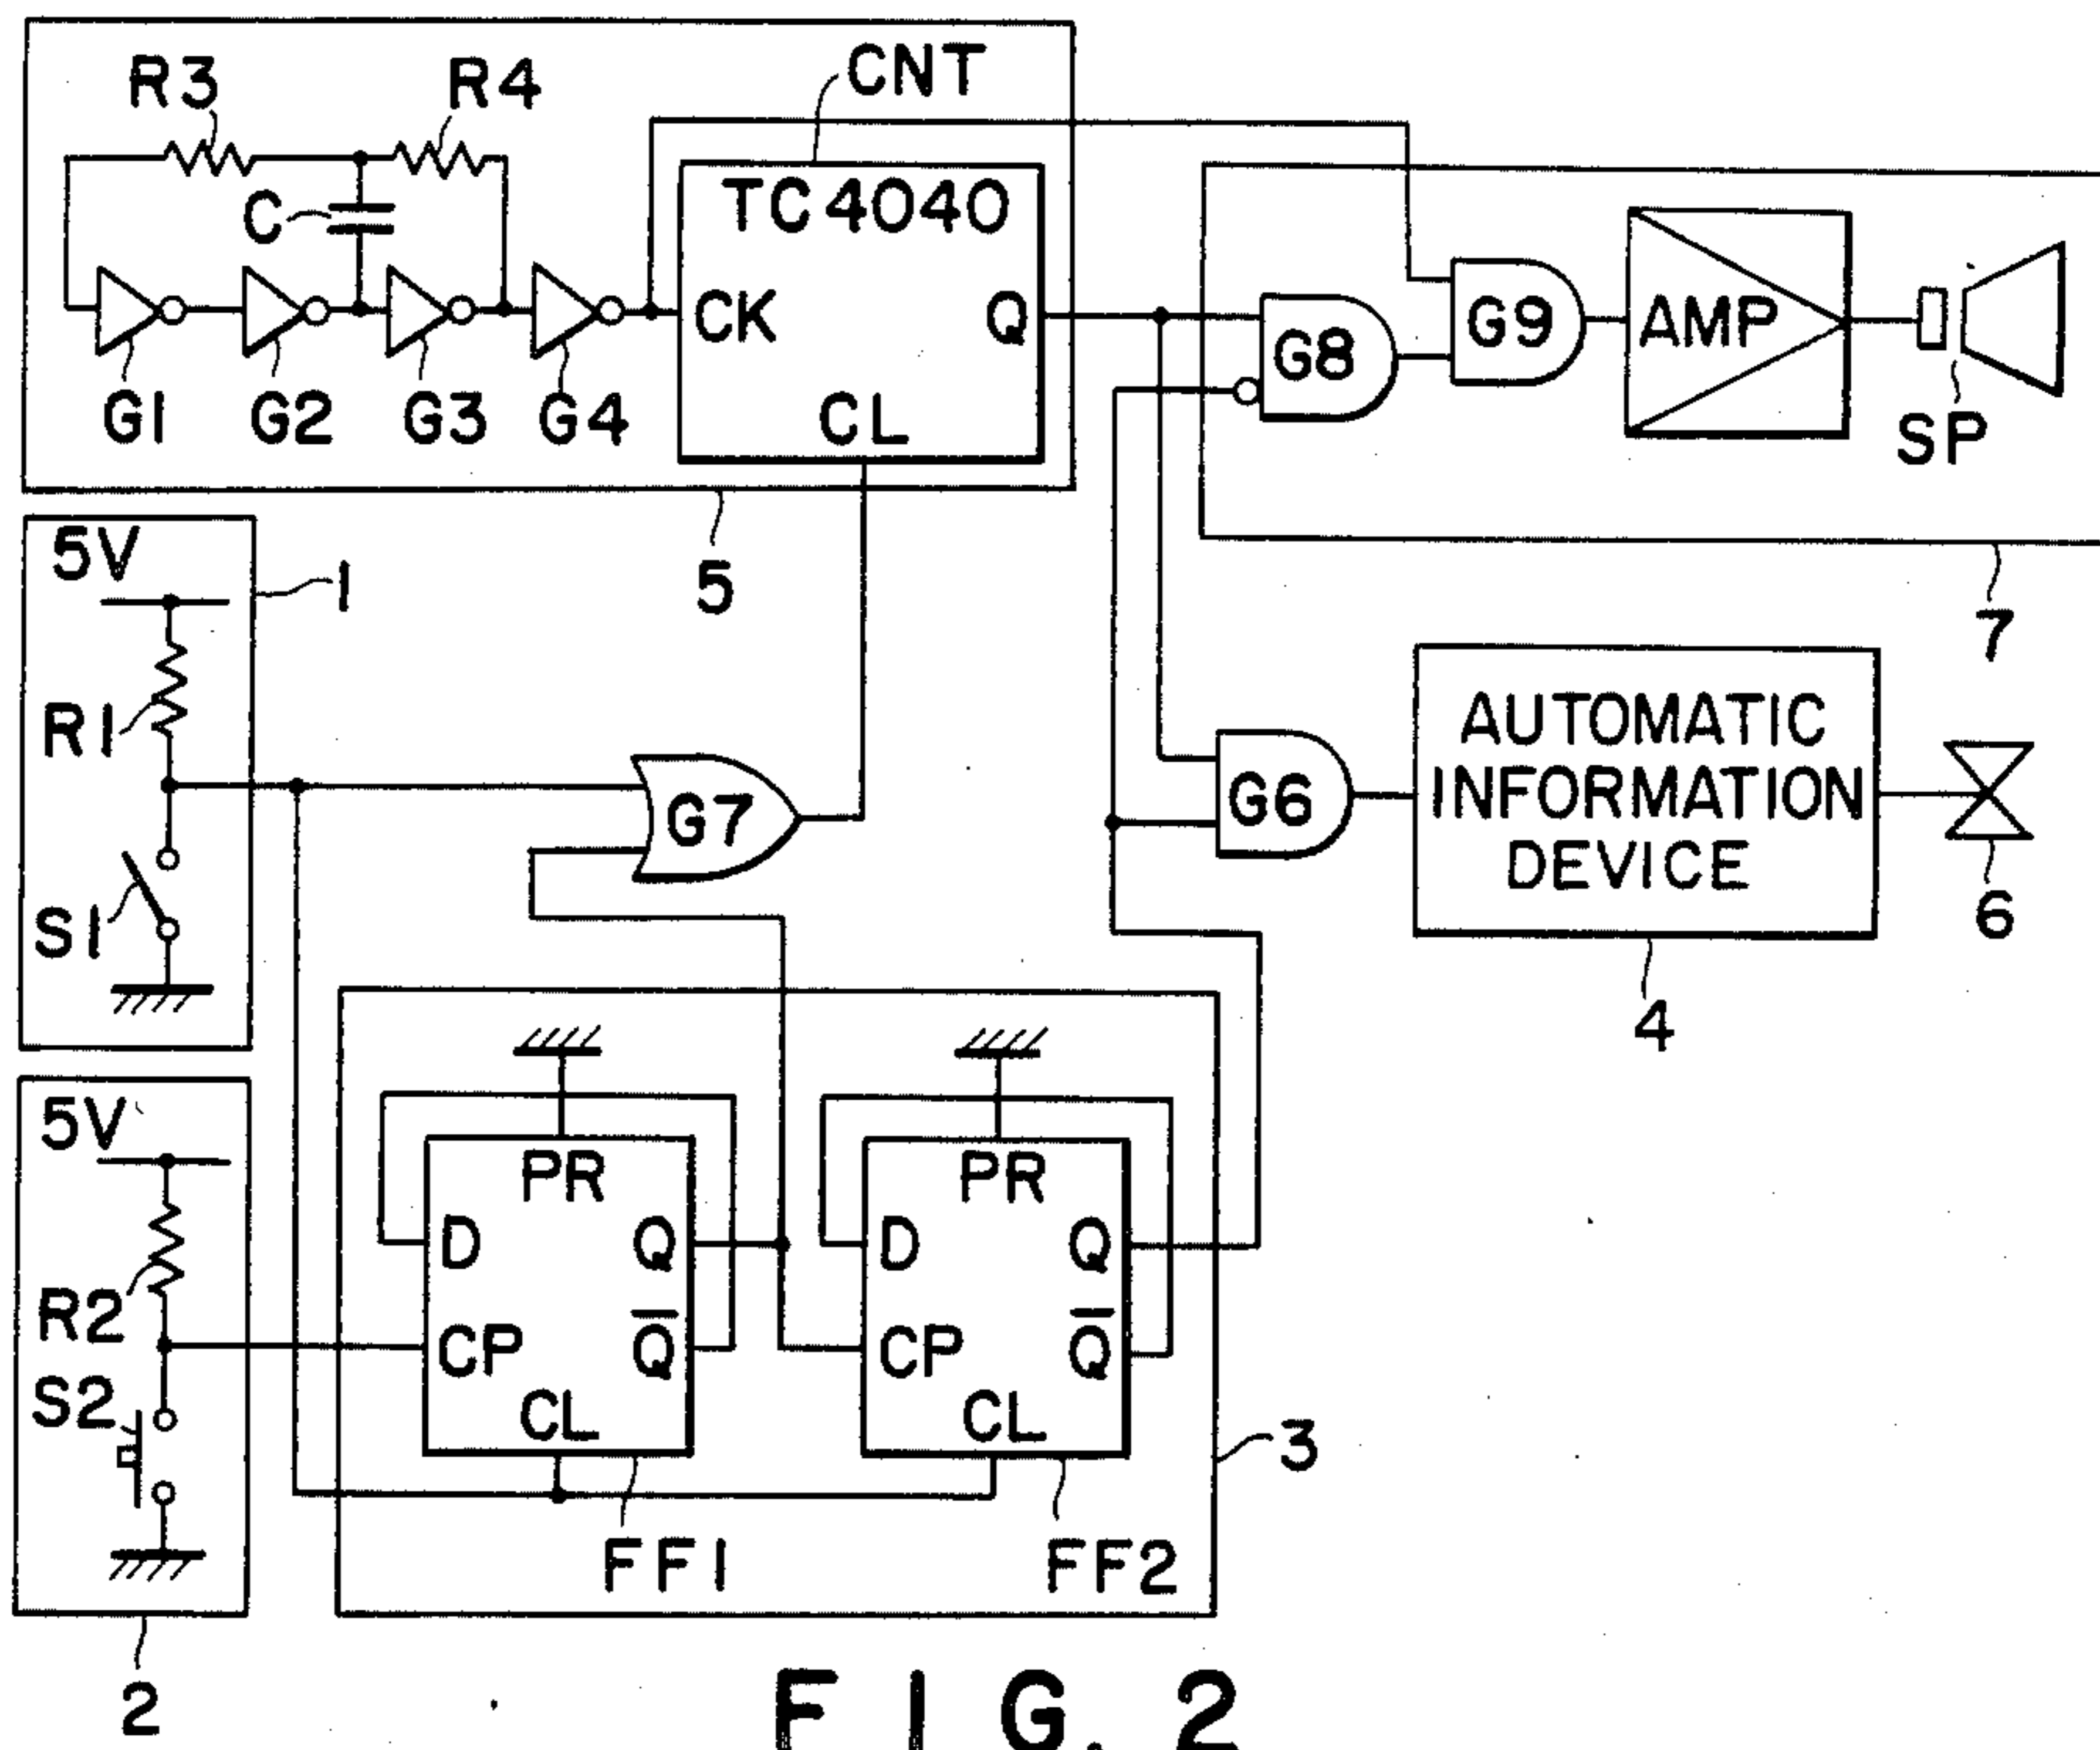 R3
R4
CNT
C
TC4040
CK
Q
CL
G1
G2
G3
G4
5
G8
G9
AMP
SP
7
5V
1
R1
S1
G7
G6
AUTOMATIC
INFORMATION
DEVICE
6
4
5V
R2
S2
2
PR
D
Q
CP
Q̅
CL
FF1
PR
D
Q
CP
Q̅
CL
FF2
3
FIG. 2